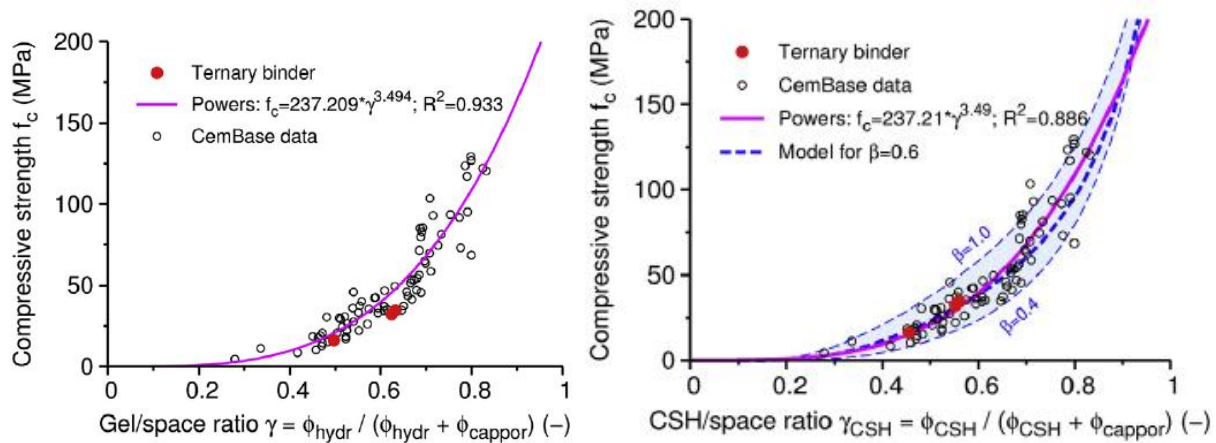 Compressive strength f_c (MPa)
200
150
100
50
0
Ternary binder
Powers: f_c=237.209*γ^3.494; R²=0.933
CemBase data
0 0.2 0.4 0.6 0.8 1
Gel/space ratio γ = ϕ_hydr / (ϕ_hydr + ϕ_cappor) (−)
Compressive strength f_c (MPa)
200
150
100
50
0
Ternary binder
CemBase data
Powers: f_c=237.21*γ^3.49; R²=0.886
Model for β=0.6
β=1.0
β=0.4
0 0.2 0.4 0.6 0.8 1
CSH/space ratio γ_CSH = ϕ_CSH / (ϕ_CSH + ϕ_cappor) (−)